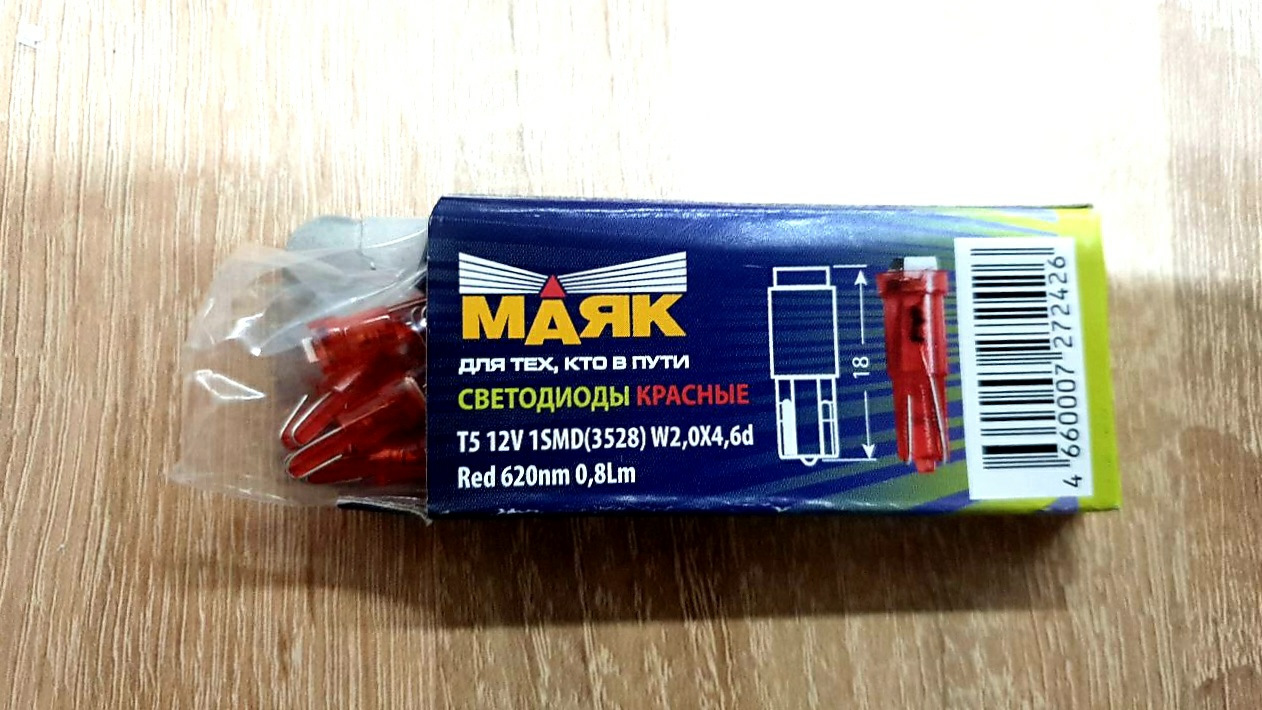 МАЯК
ДЛЯ ТЕХ, КТО В ПУТИ
СВЕТОДИОДЫ КРАСНЫЕ
T5 12V 1SMD(3528) W2,0X4,6d
Red 620nm 0,8Lm
18
4 660007 272426